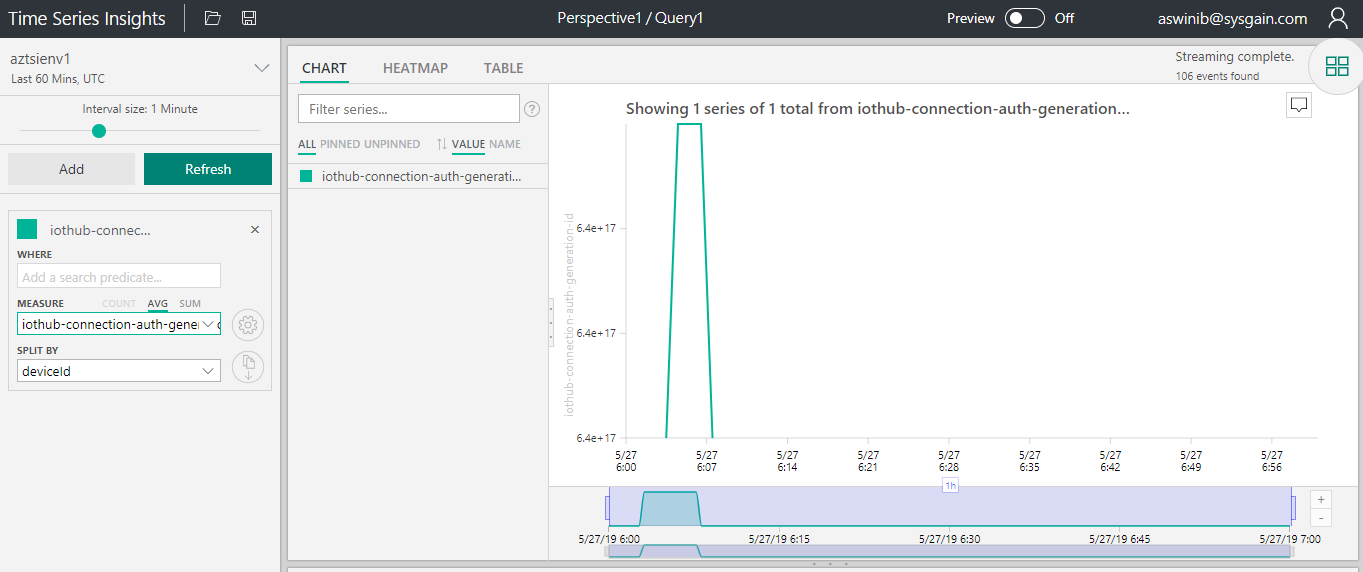 Time Series Insights
Perspective1 / Query1
Preview Off
aswinib@sysgain.com
aztsienv1
Last 60 Mins, UTC
Interval size: 1 Minute
Add Refresh
iothub-connec... ×
WHERE
Add a search predicate...
MEASURE COUNT AVG SUM
iothub-connection-auth-gener
SPLIT BY
deviceId
CHART HEATMAP TABLE
Streaming complete.
106 events found
Filter series... ?
ALL PINNED UNPINNED VALUE NAME
iothub-connection-auth-generati...
Showing 1 series of 1 total from iothub-connection-auth-generation...
iothub-connection-auth-generation-id
6.4e+17
6.4e+17
6.4e+17
5/27 5/27 5/27 5/27 5/27 5/27 5/27 5/27 5/27
6:00 6:07 6:14 6:21 6:28 6:35 6:42 6:49 6:56
1h
+
-
5/27/19 6:00 5/27/19 6:15 5/27/19 6:30 5/27/19 6:45 5/27/19 7:00